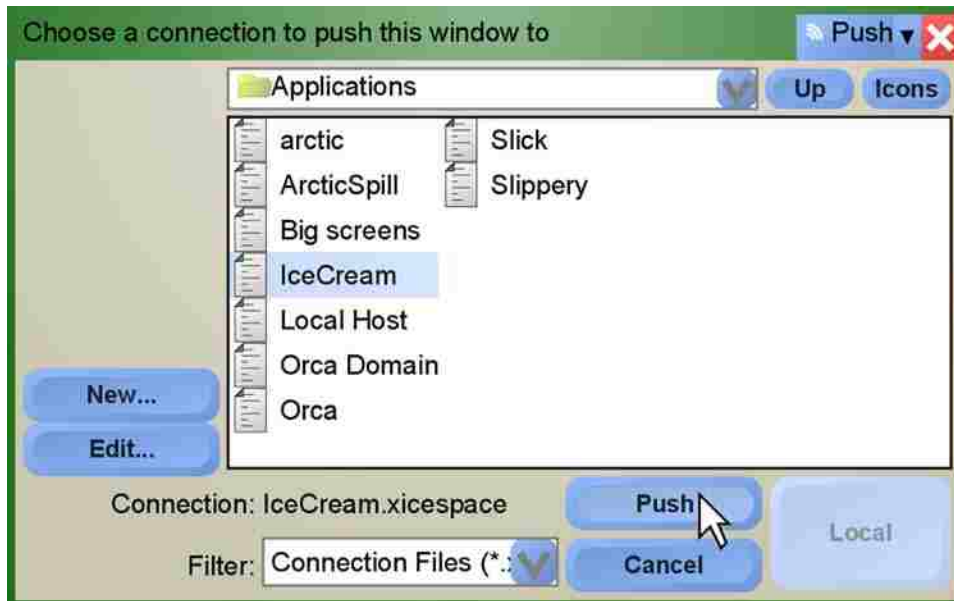 Choose a connection to push this window to
Push
Applications
Up
Icons
arctic
Slick
ArcticSpill
Slippery
Big screens
IceCream
Local Host
Orca Domain
Orca
New...
Edit...
Connection: IceCream.xicespace
Push
Local
Filter: Connection Files (*.
Cancel